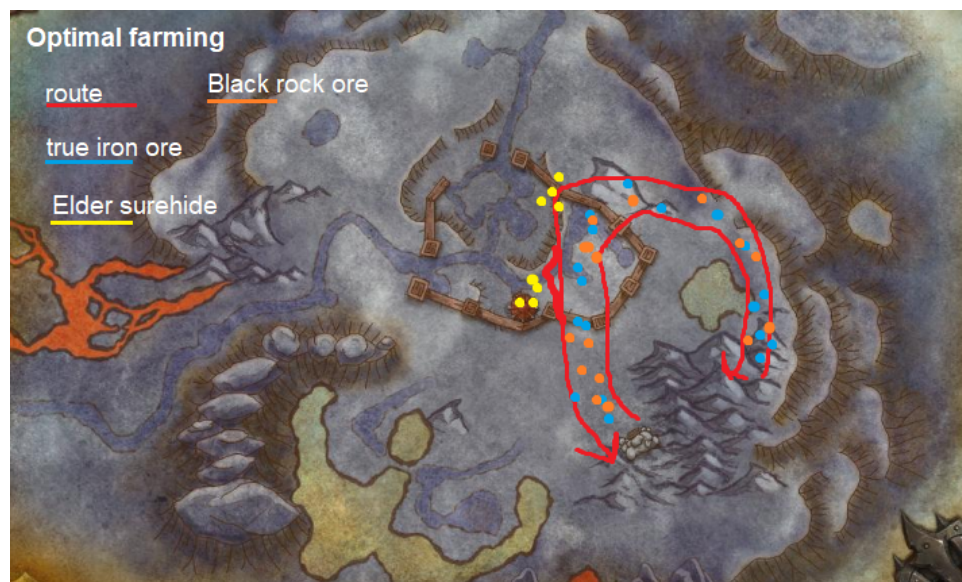 Optimal farming
route
Black rock ore
true iron ore
Elder surehide